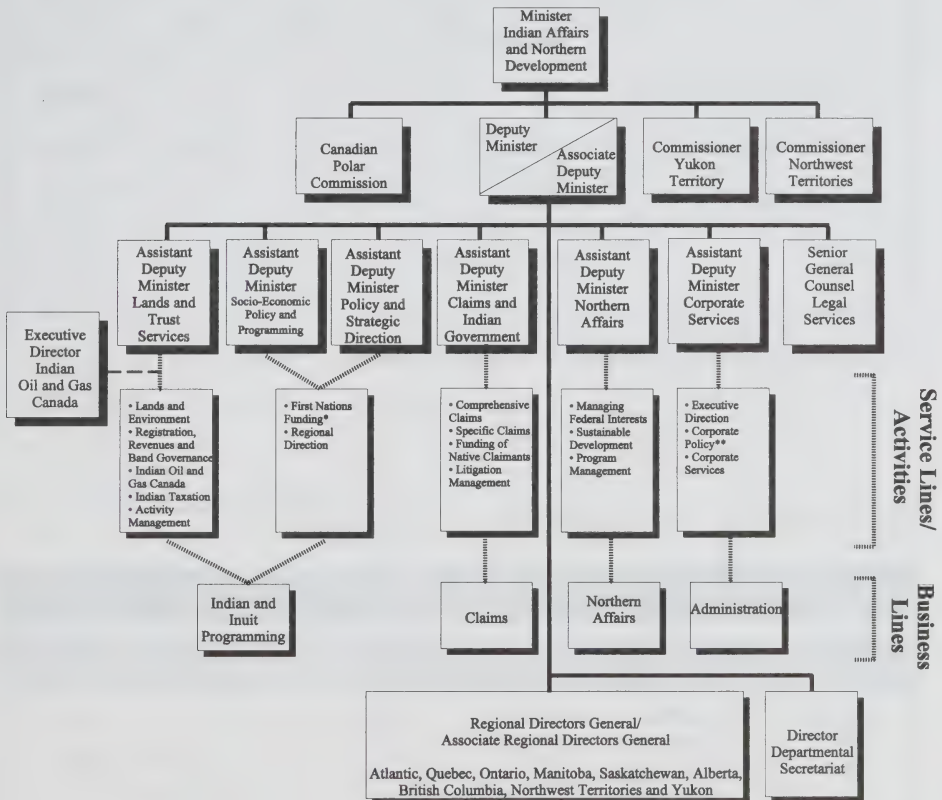 Minister
Indian Affairs
and Northern
Development
Canadian
Polar
Commission
Deputy
Minister
Associate
Deputy
Minister
Commissioner
Yukon
Territory
Commissioner
Northwest
Territories
Assistant
Deputy
Minister
Lands and
Trust
Services
Assistant
Deputy
Minister
Socio-Economic
Policy and
Programming
Assistant
Deputy
Minister
Policy and
Strategic
Direction
Assistant
Deputy
Minister
Claims and
Indian
Government
Assistant
Deputy
Minister
Northern
Affairs
Assistant
Deputy
Minister
Corporate
Services
Senior
General
Counsel
Legal
Services
Executive
Director
Indian
Oil and Gas
Canada
• Lands and
Environment
• Registration,
Revenues and
Band Governance
• Indian Oil and
Gas Canada
• Indian Taxation
• Activity
Management
• First Nations
Funding*
• Regional
Direction
• Comprehensive
Claims
• Specific Claims
• Funding of
Native Claimants
• Litigation
Management
• Managing
Federal Interests
• Sustainable
Development
• Program
Management
• Executive
Direction
• Corporate
Policy**
• Corporate
Services
Service Lines/
Activities
Indian and
Inuit
Programming
Claims
Northern
Affairs
Administration
Business
Lines
Regional Directors General/
Associate Regional Directors General
Atlantic, Quebec, Ontario, Manitoba, Saskatchewan, Alberta,
British Columbia, Northwest Territories and Yukon
Director
Departmental
Secretariat